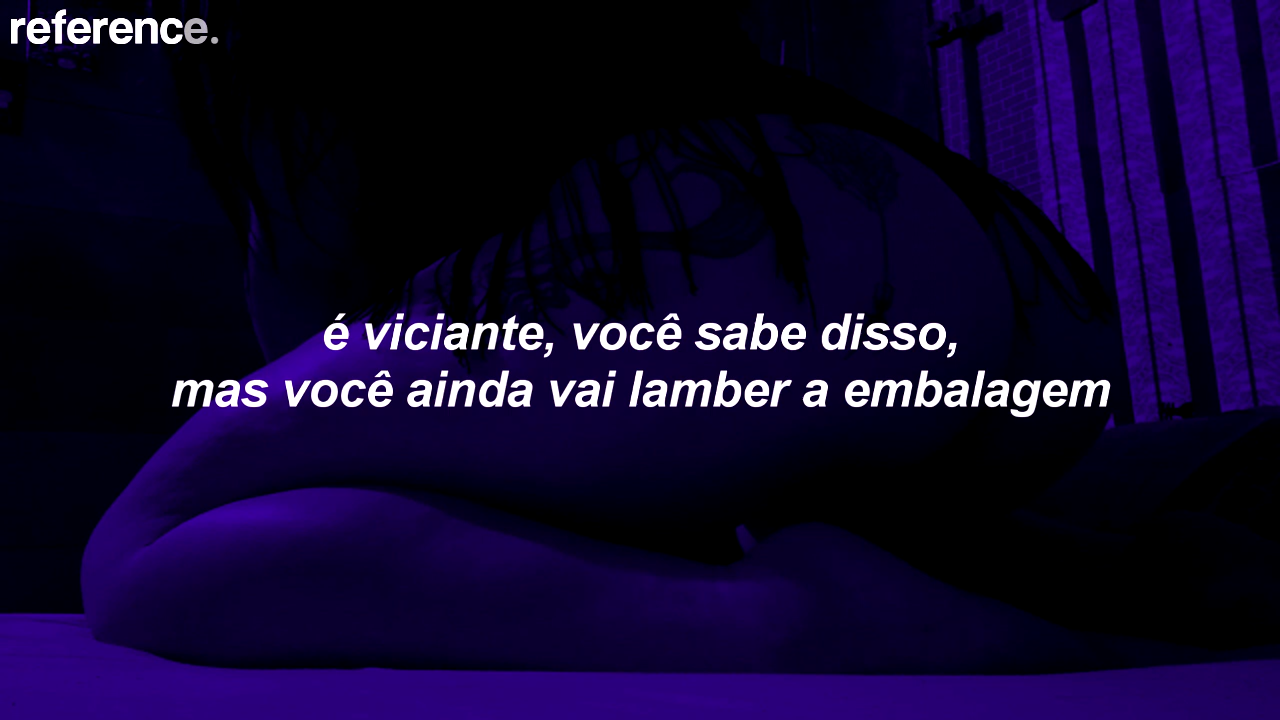 reference.
é viciante, você sabe disso,
mas você ainda vai lamber a embalagem